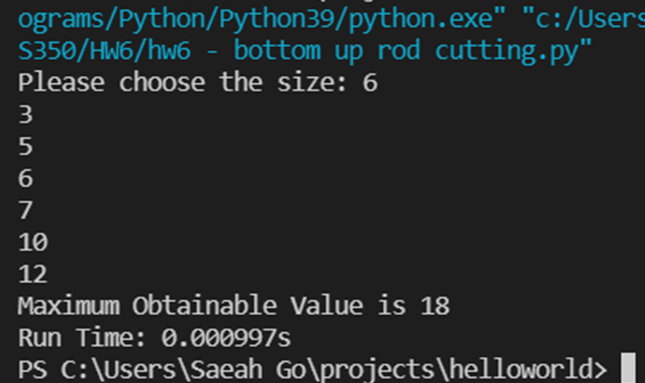 ograms/Python/Python39/python.exe" "c:/Users
S350/HW6/hw6 - bottom up rod cutting.py"
Please choose the size: 6
3
5
6
7
10
12
Maximum Obtainable Value is 18
Run Time: 0.000997s
PS C:\Users\Saeah Go\projects\helloworld>